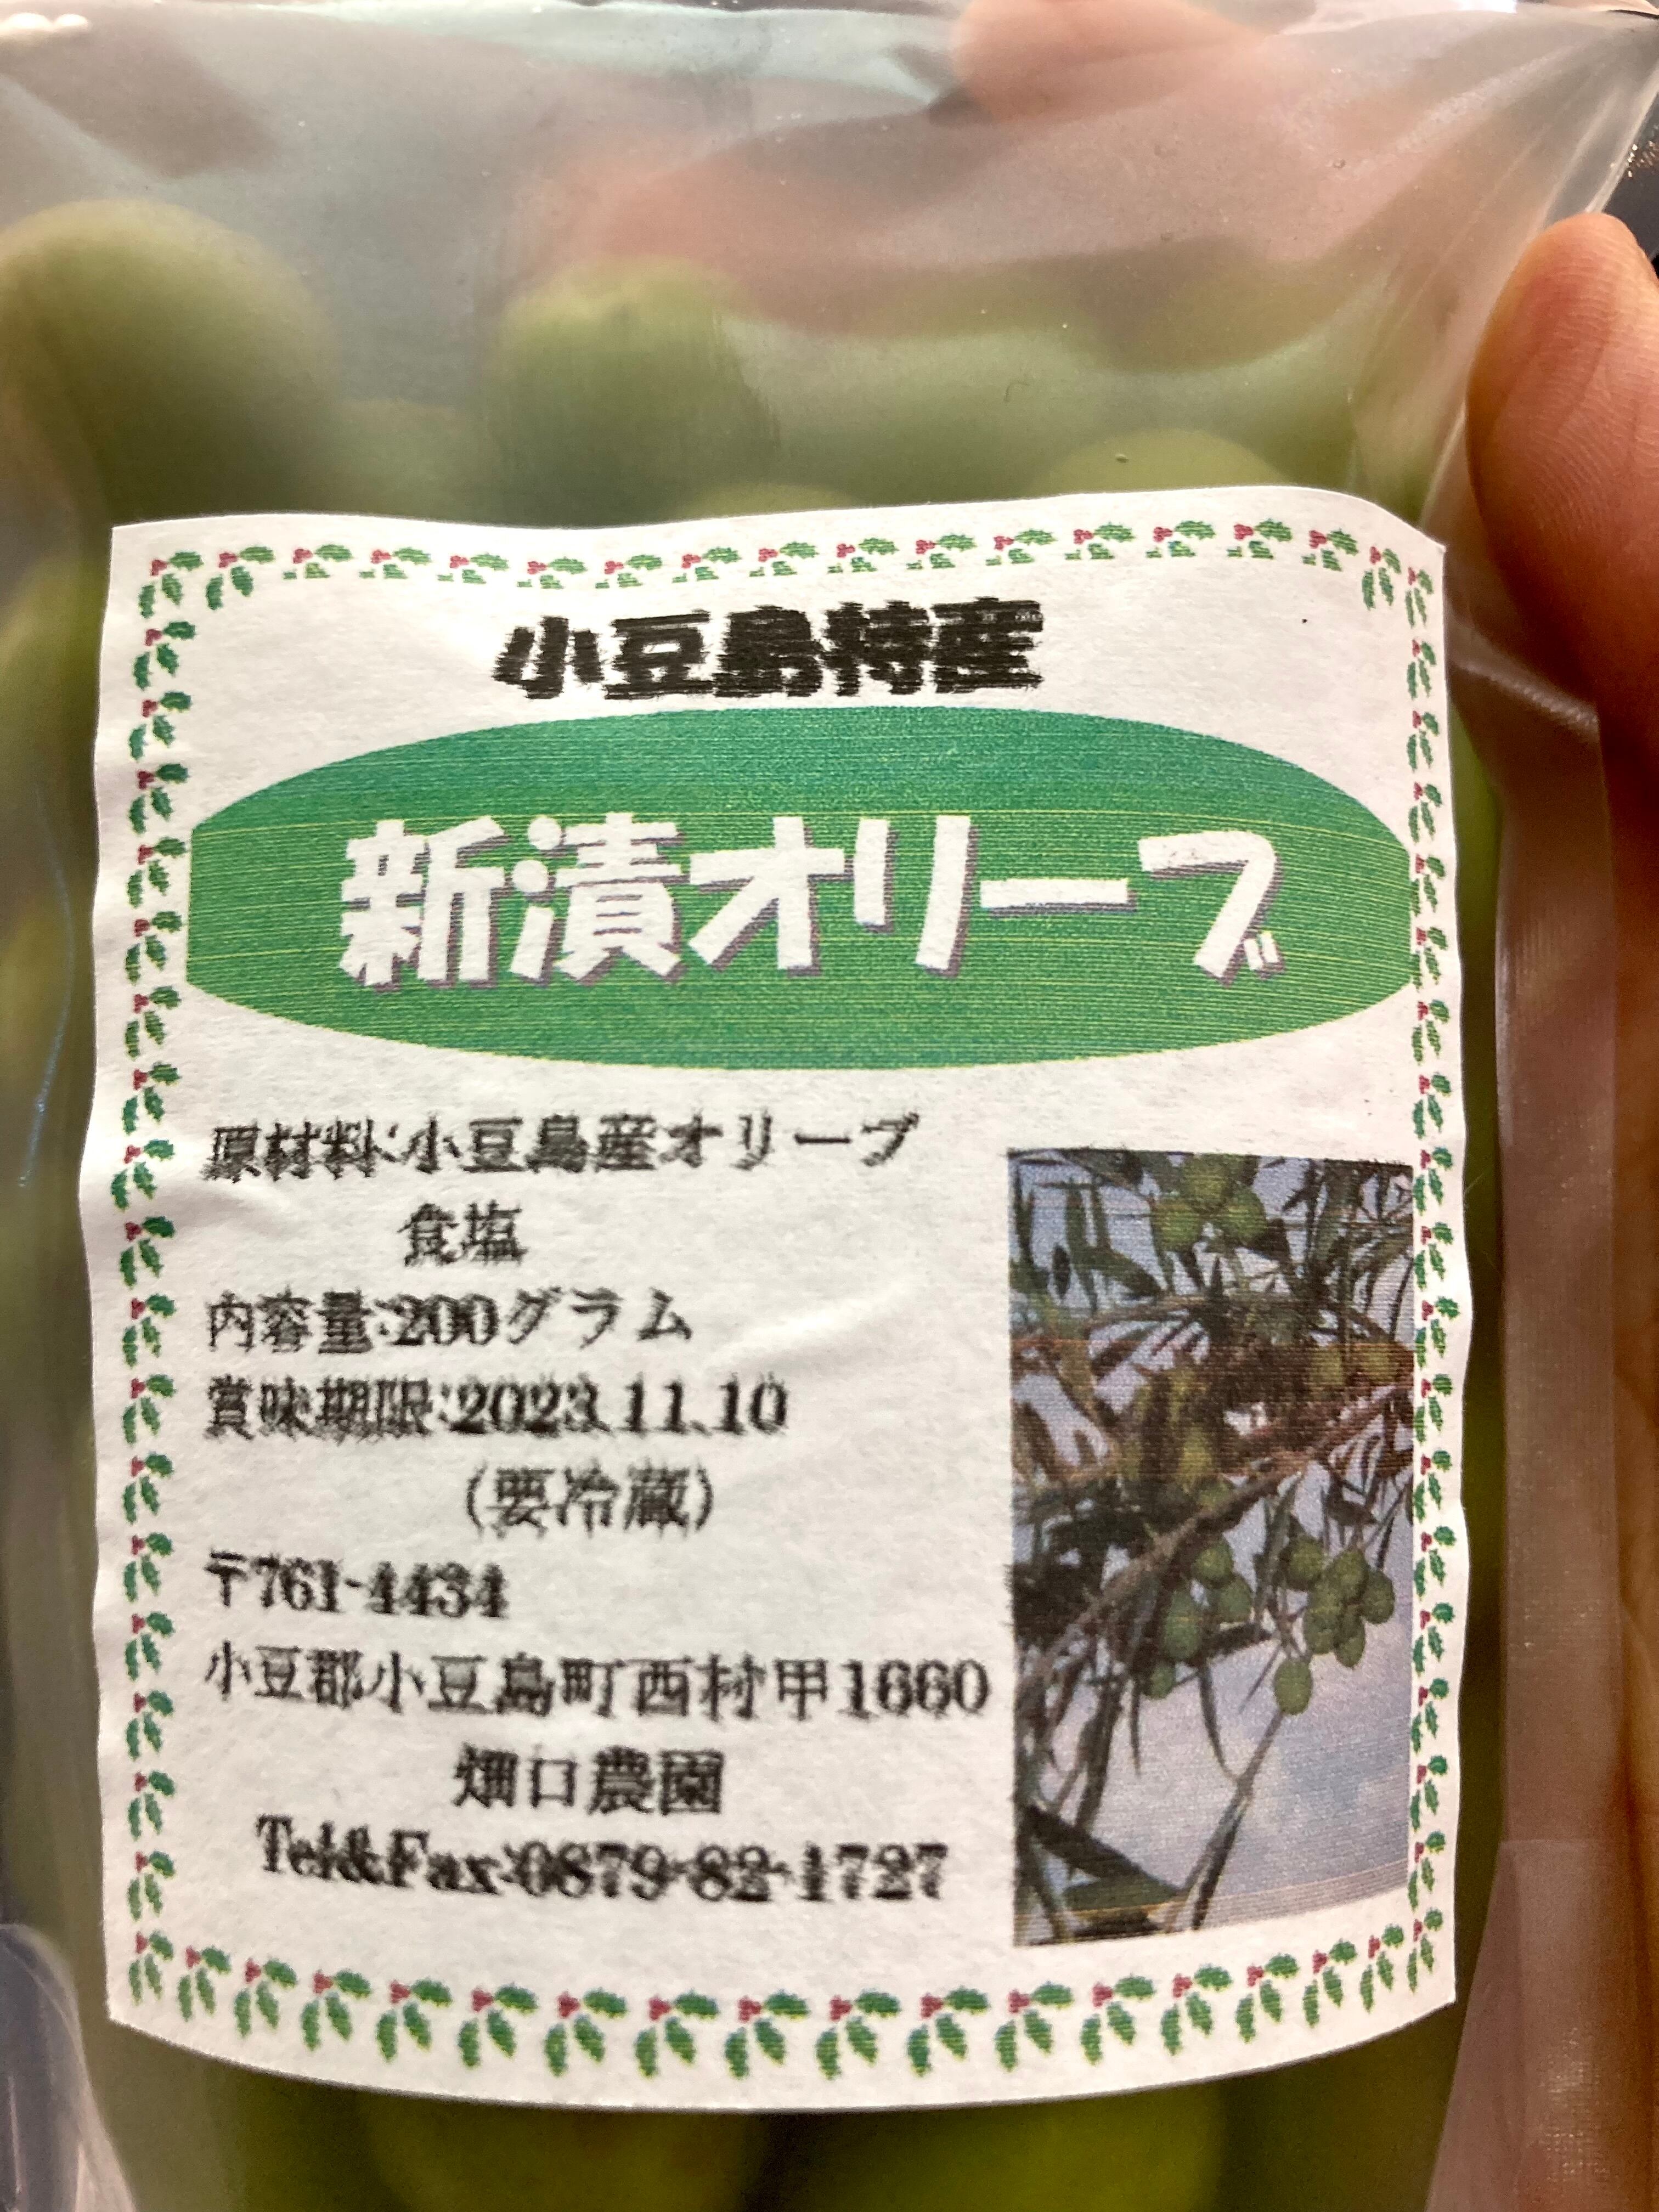 小豆島特産
新漬オリーブ
原材料:小豆島産オリーブ
食塩
内容量:200グラム
賞味期限:2023.11.10
(要冷蔵)
〒761-4434
小豆郡小豆島町西村甲1660
畑口農園
Tel&Fax:0879-82-1727